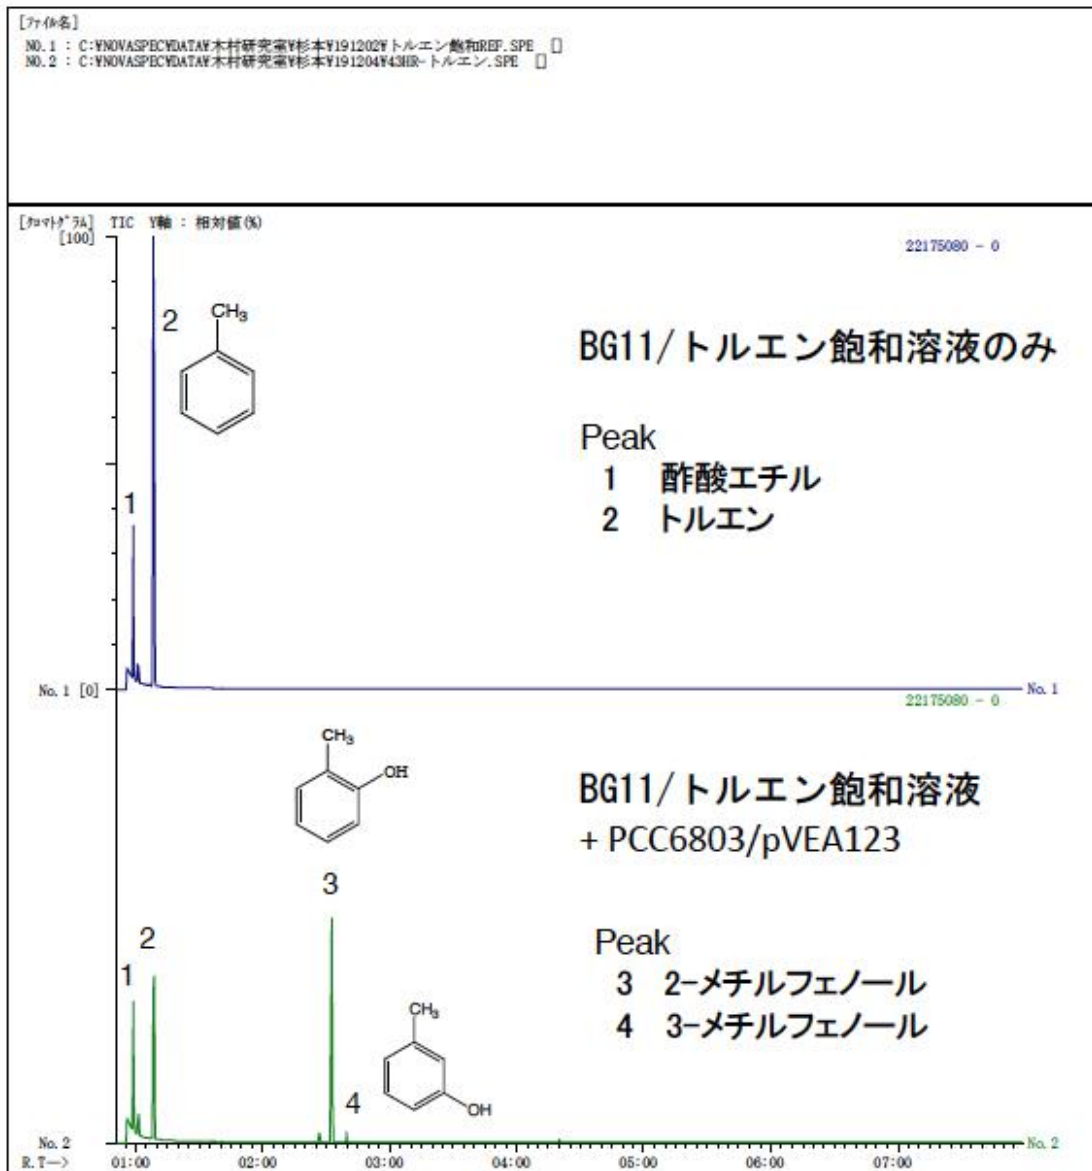 [ﾌｧｲﾙ名]
NO.1 : C:¥NOVASPEC¥DATA¥木村研究室¥杉本¥191202¥トルエン飽和REF.SPE []
NO.2 : C:¥NOVASPEC¥DATA¥木村研究室¥杉本¥191204¥43HR-トルエン.SPE []
[ｸﾛﾏﾄｸﾞﾗﾑ] TIC Y軸 : 相対値(%)
[100]
22175080 - 0
2
CH3
BG11/トルエン飽和溶液のみ
Peak
1 酢酸エチル
2 トルエン
1
No.1 [0]
No.1
22175080 - 0
CH3
OH
BG11/トルエン飽和溶液
+ PCC6803/pVEA123
3
2
1
Peak
3 2-メチルフェノール
4 3-メチルフェノール
CH3
OH
4
No.2
No.2
R.T-->
01:00 02:00 03:00 04:00 05:00 06:00 07:00